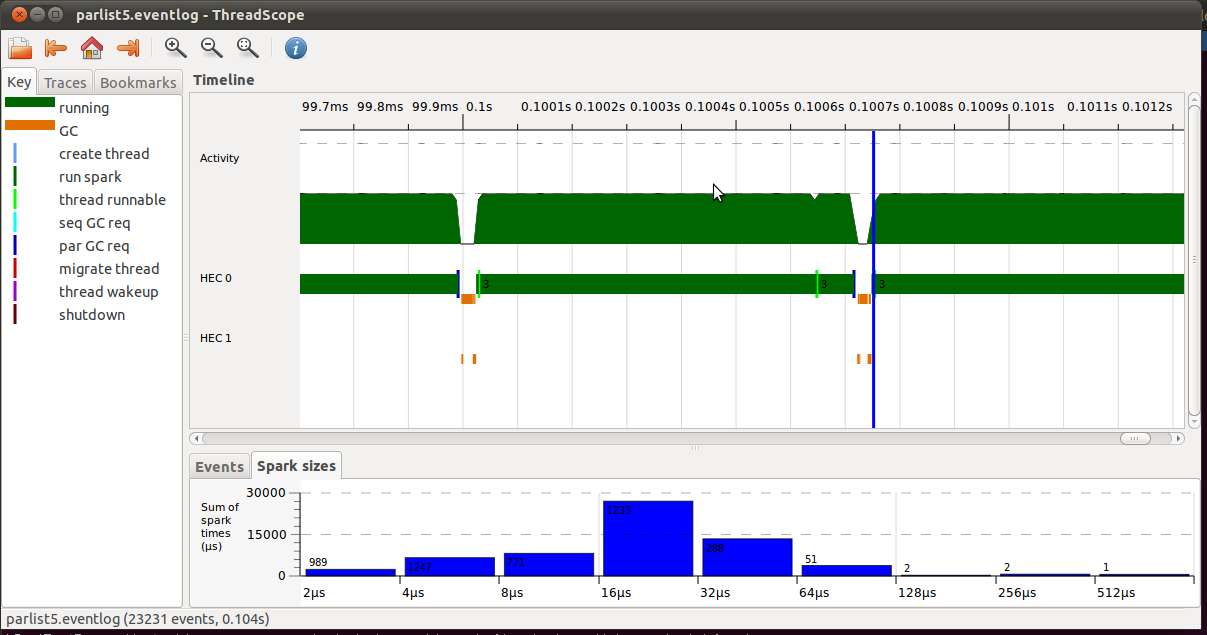 parlist5.eventlog - ThreadScope
Key Traces Bookmarks
running
GC
create thread
run spark
thread runnable
seq GC req
par GC req
migrate thread
thread wakeup
shutdown
Timeline
99.7ms 99.8ms 99.9ms 0.1s 0.1001s 0.1002s 0.1003s 0.1004s 0.1005s 0.1006s 0.1007s 0.1008s 0.1009s 0.101s 0.1011s 0.1012s
Activity
HEC 0
3 3 3
HEC 1
Events Spark sizes
Sum of
spark
times
(µs)
30000
15000
0
989 1247 771 1237 288 51 2 2 1
2µs 4µs 8µs 16µs 32µs 64µs 128µs 256µs 512µs
parlist5.eventlog (23231 events, 0.104s)